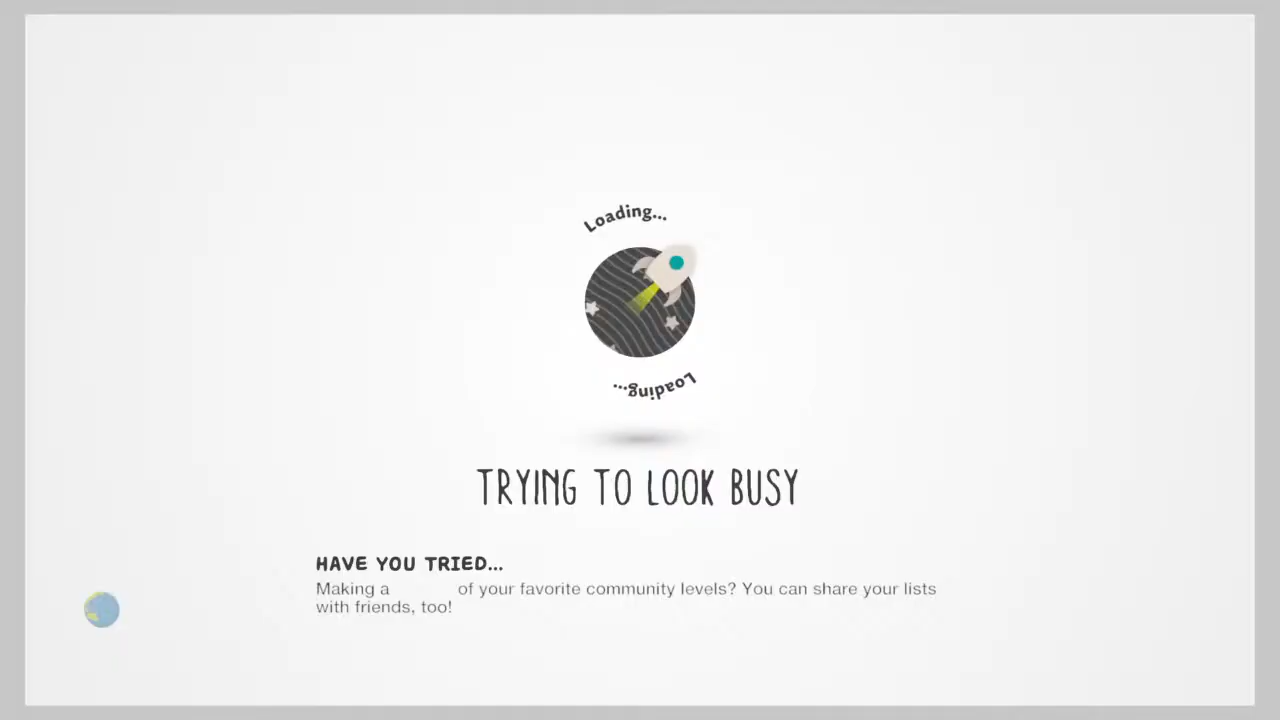 Loading...
Loading...
TRYING TO LOOK BUSY
HAVE YOU TRIED...
Making a of your favorite community levels? You can share your lists
with friends, too!